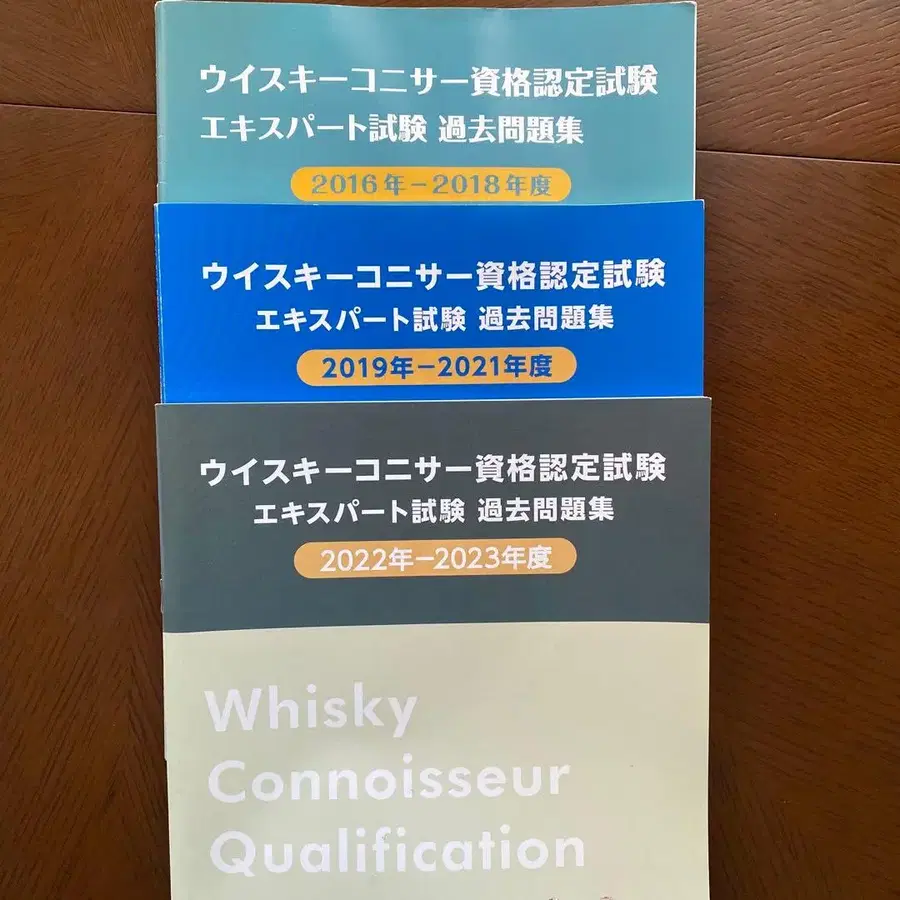 ウイスキーコニサー資格認定試験
エキスパート試験 過去問題集
2016年－2018年度
ウイスキーコニサー資格認定試験
エキスパート試験 過去問題集
2019年－2021年度
ウイスキーコニサー資格認定試験
エキスパート試験 過去問題集
2022年－2023年度
Whisky
Connoisseur
Qualification